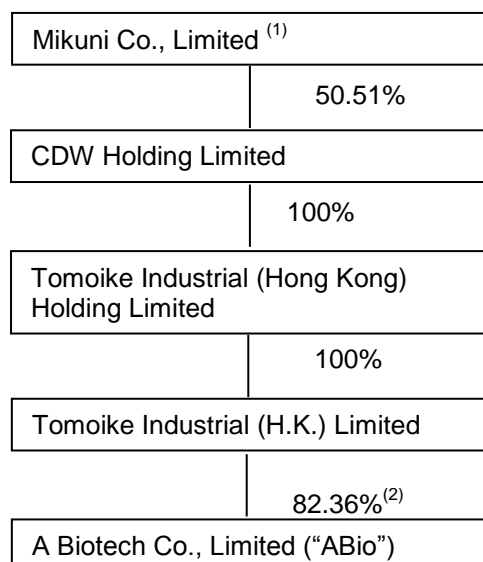 Mikuni Co., Limited (1)
50.51%
CDW Holding Limited
100%
Tomoike Industrial (Hong Kong)
Holding Limited
100%
Tomoike Industrial (H.K.) Limited
82.36%(2)
A Biotech Co., Limited (“ABio”)